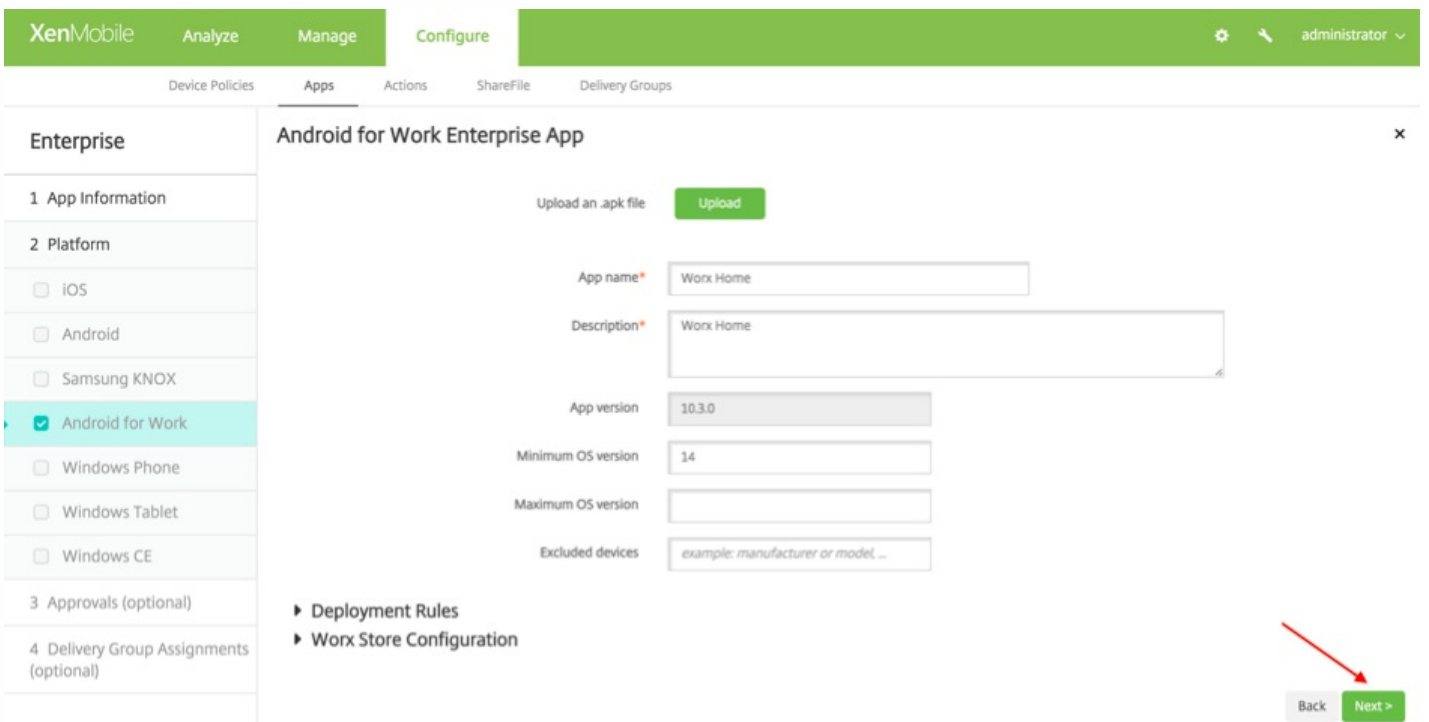 XenMobile Analyze Manage Configure administrator
Device Policies Apps Actions ShareFile Delivery Groups
Enterprise
1 App Information
2 Platform
iOS
Android
Samsung KNOX
Android for Work
Windows Phone
Windows Tablet
Windows CE
3 Approvals (optional)
4 Delivery Group Assignments
(optional)
Android for Work Enterprise App
Upload an .apk file Upload
App name* Worx Home
Description* Worx Home
App version 10.3.0
Minimum OS version 14
Maximum OS version
Excluded devices example: manufacturer or model, ...
Deployment Rules
Worx Store Configuration
Back Next >